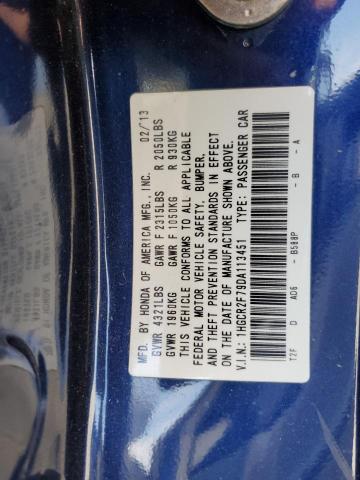 MFD. BY HONDA OF AMERICA MFG., INC. 02/13
GVWR 4321LBS GAWR F 2315LBS R 2050LBS
GVWR 1960KG GAWR F 1050KG R 930KG
THIS VEHICLE CONFORMS TO ALL APPLICABLE
FEDERAL MOTOR VEHICLE SAFETY, BUMPER,
AND THEFT PREVENTION STANDARDS IN EFFECT
ON THE DATE OF MANUFACTURE SHOWN ABOVE.
V.I.N.: 1HGCR2F79DA113451 TYPE: PASSENGER CAR
T2F D A06 - B588P - B - A